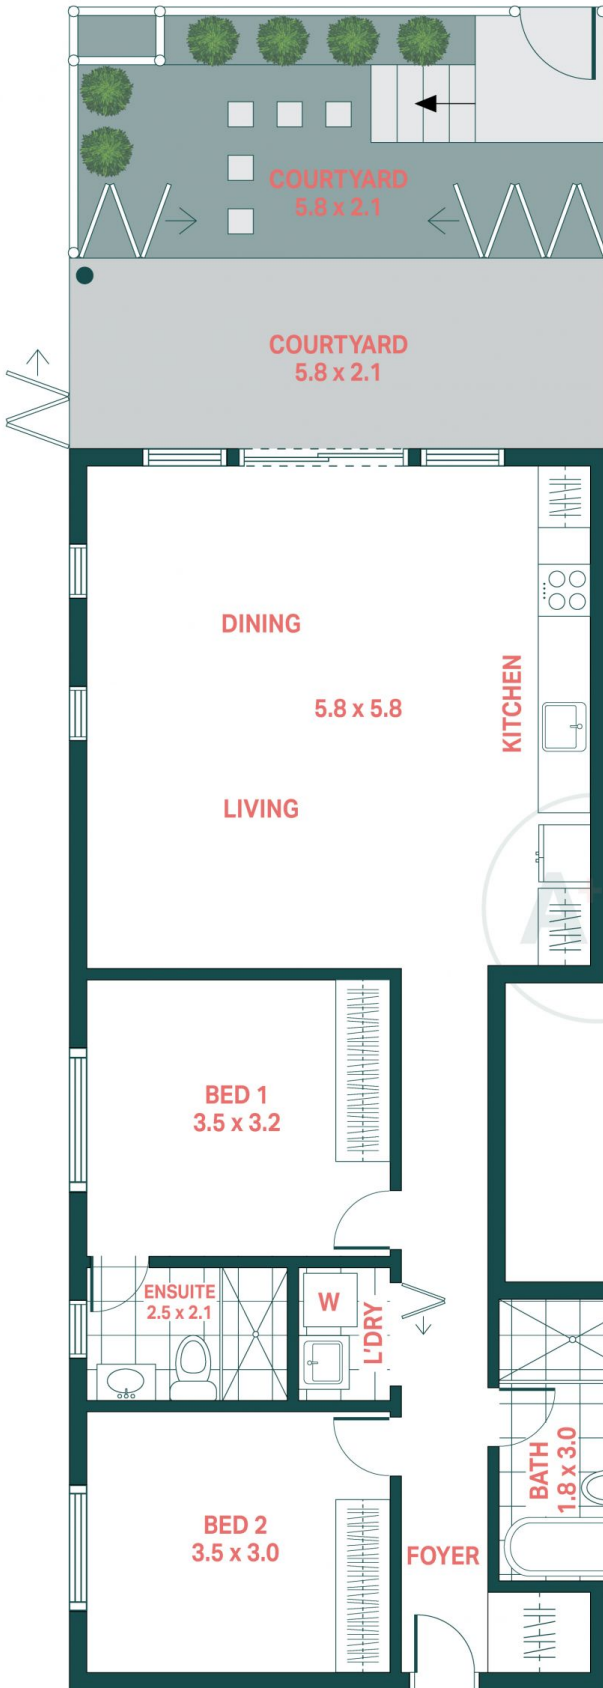 COURTYARD
5.8 x 2.1
COURTYARD
5.8 x 2.1
DINING
5.8 x 5.8
KITCHEN
LIVING
A
BED 1
3.5 x 3.2
ENSUITE
2.5 x 2.1
W
L'DRY
BATH
1.8 x 3.0
BED 2
3.5 x 3.0
FOYER